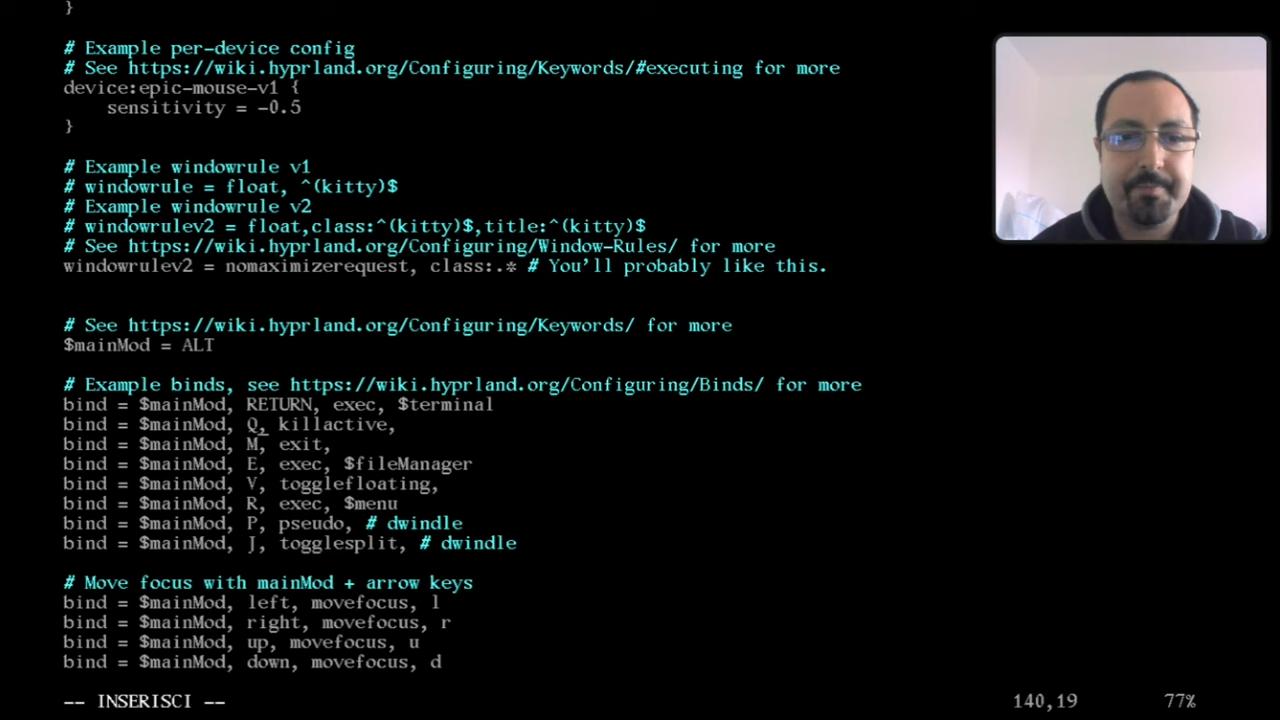 }
# Example per-device config
# See https://wiki.hyprland.org/Configuring/Keywords/#executing for more
device:epic-mouse-v1 {
    sensitivity = -0.5
}
# Example windowrule v1
# windowrule = float, ^(kitty)$
# Example windowrule v2
# windowrulev2 = float,class:^(kitty)$,title:^(kitty)$
# See https://wiki.hyprland.org/Configuring/Window-Rules/ for more
windowrulev2 = nomaximizerequest, class:.* # You'll probably like this.
# See https://wiki.hyprland.org/Configuring/Keywords/ for more
$mainMod = ALT
# Example binds, see https://wiki.hyprland.org/Configuring/Binds/ for more
bind = $mainMod, RETURN, exec, $terminal
bind = $mainMod, Q, killactive,
bind = $mainMod, M, exit,
bind = $mainMod, E, exec, $fileManager
bind = $mainMod, V, togglefloating,
bind = $mainMod, R, exec, $menu
bind = $mainMod, P, pseudo, # dwindle
bind = $mainMod, J, togglesplit, # dwindle
# Move focus with mainMod + arrow keys
bind = $mainMod, left, movefocus, l
bind = $mainMod, right, movefocus, r
bind = $mainMod, up, movefocus, u
bind = $mainMod, down, movefocus, d
-- INSERISCI -- 140,19 77%